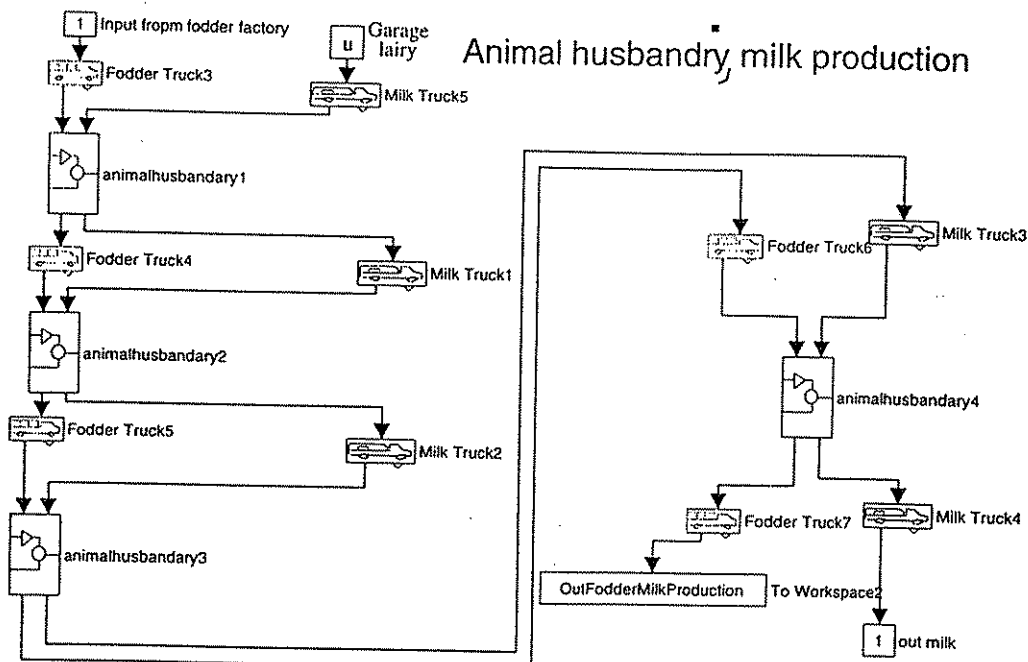 Animal husbandry, milk production
1 Input fropm fodder factory
u Garage
lairy
Fodder Truck3
Milk Truck5
animalhusbandary1
Fodder Truck4
Milk Truck1
animalhusbandary2
Fodder Truck5
Milk Truck2
animalhusbandary3
Fodder Truck6
Milk Truck3
animalhusbandary4
Fodder Truck7
Milk Truck4
OutFodderMilkProduction To Workspace2
1 out milk